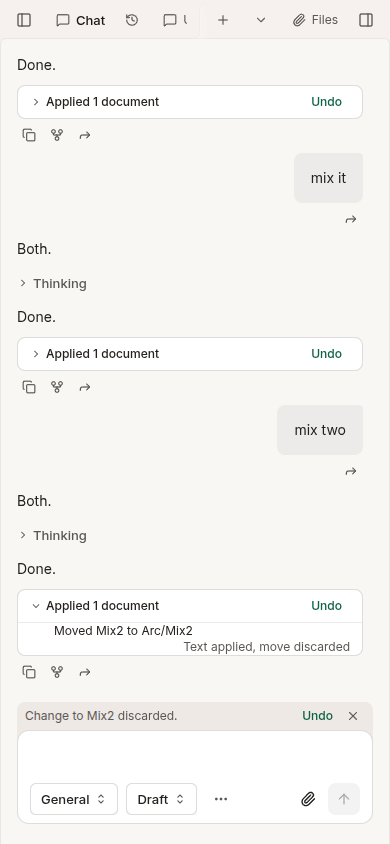 Chat
Files
Done.
Applied 1 document
Undo
mix it
Both.
Thinking
Done.
Applied 1 document
Undo
mix two
Both.
Thinking
Done.
Applied 1 document
Undo
Moved Mix2 to Arc/Mix2
Text applied, move discarded
Change to Mix2 discarded.
Undo
General
Draft